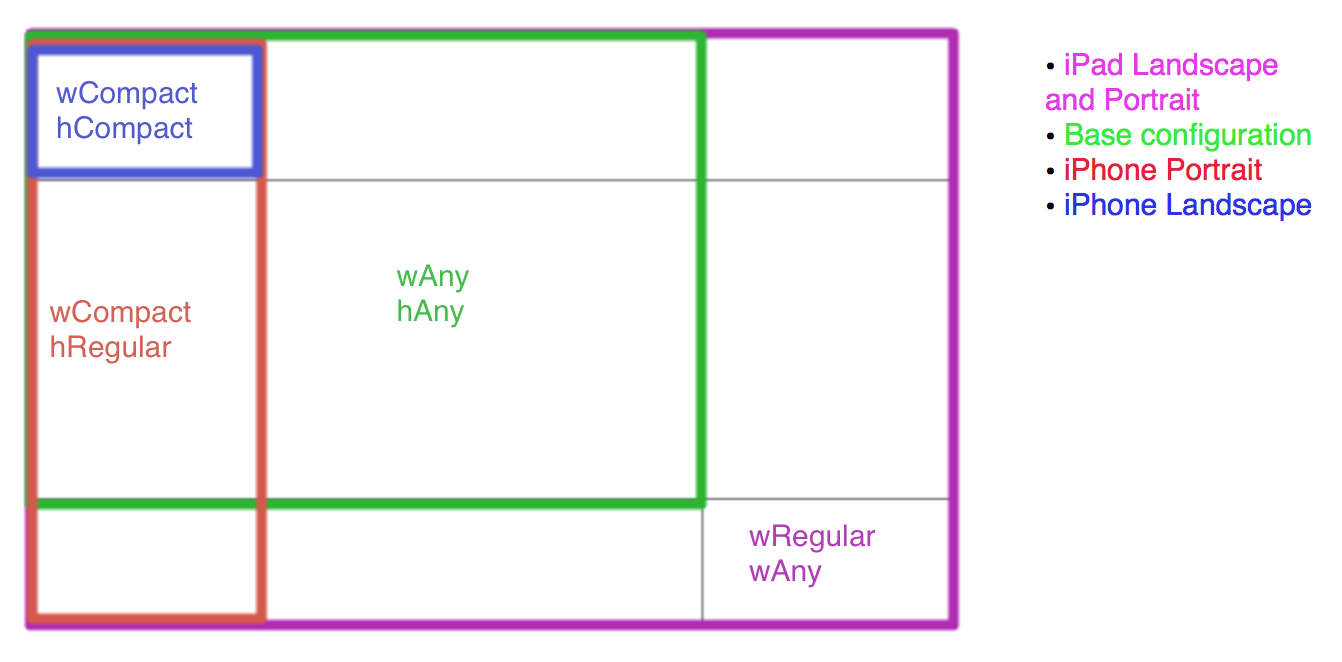 wCompact
hCompact
wCompact
hRegular
wAny
hAny
wRegular
wAny
• iPad Landscape
and Portrait
• Base configuration
• iPhone Portrait
• iPhone Landscape